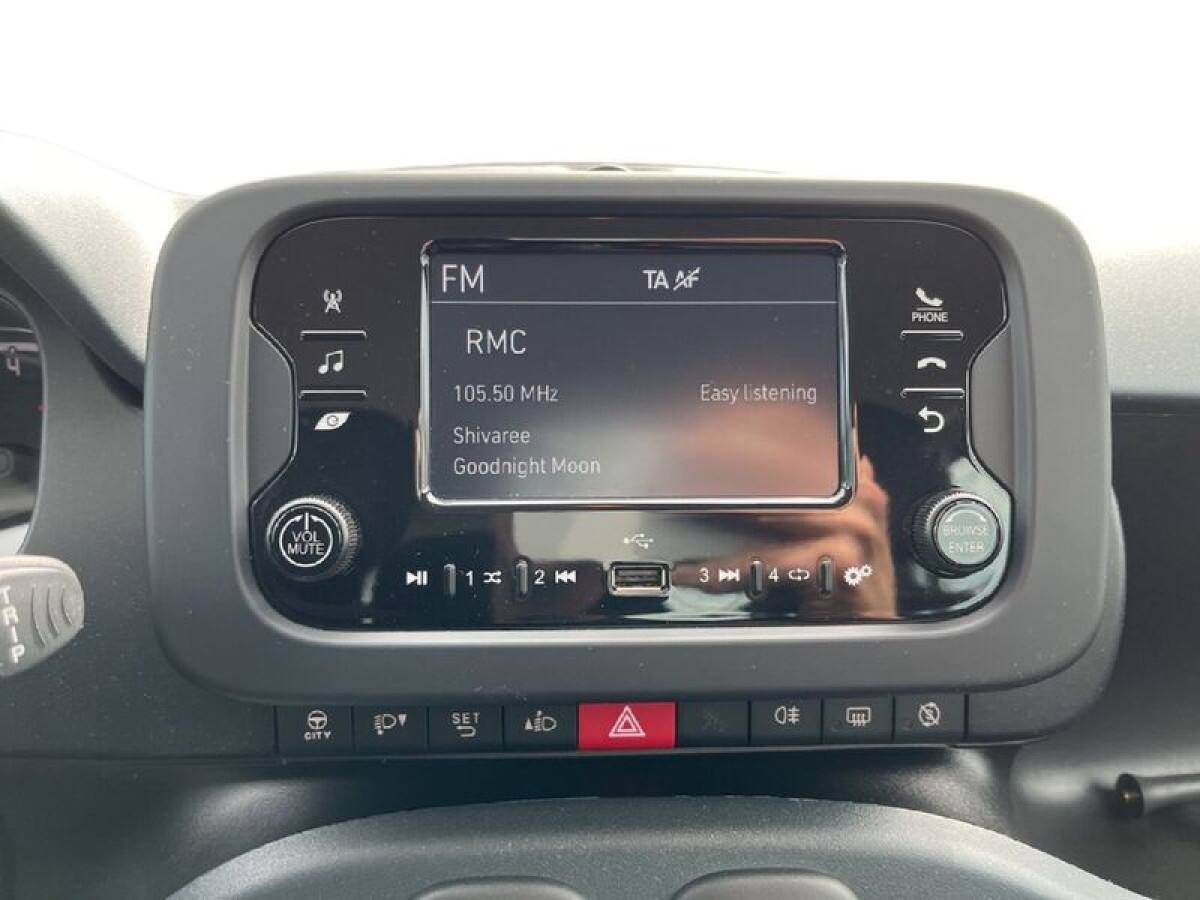 FM TA AF
RMC
105.50 MHz Easy listening
Shivaree
Goodnight Moon
PHONE
VOL
MUTE
BROWSE
ENTER
1 2 3 4
TRIP
CITY
SET
4